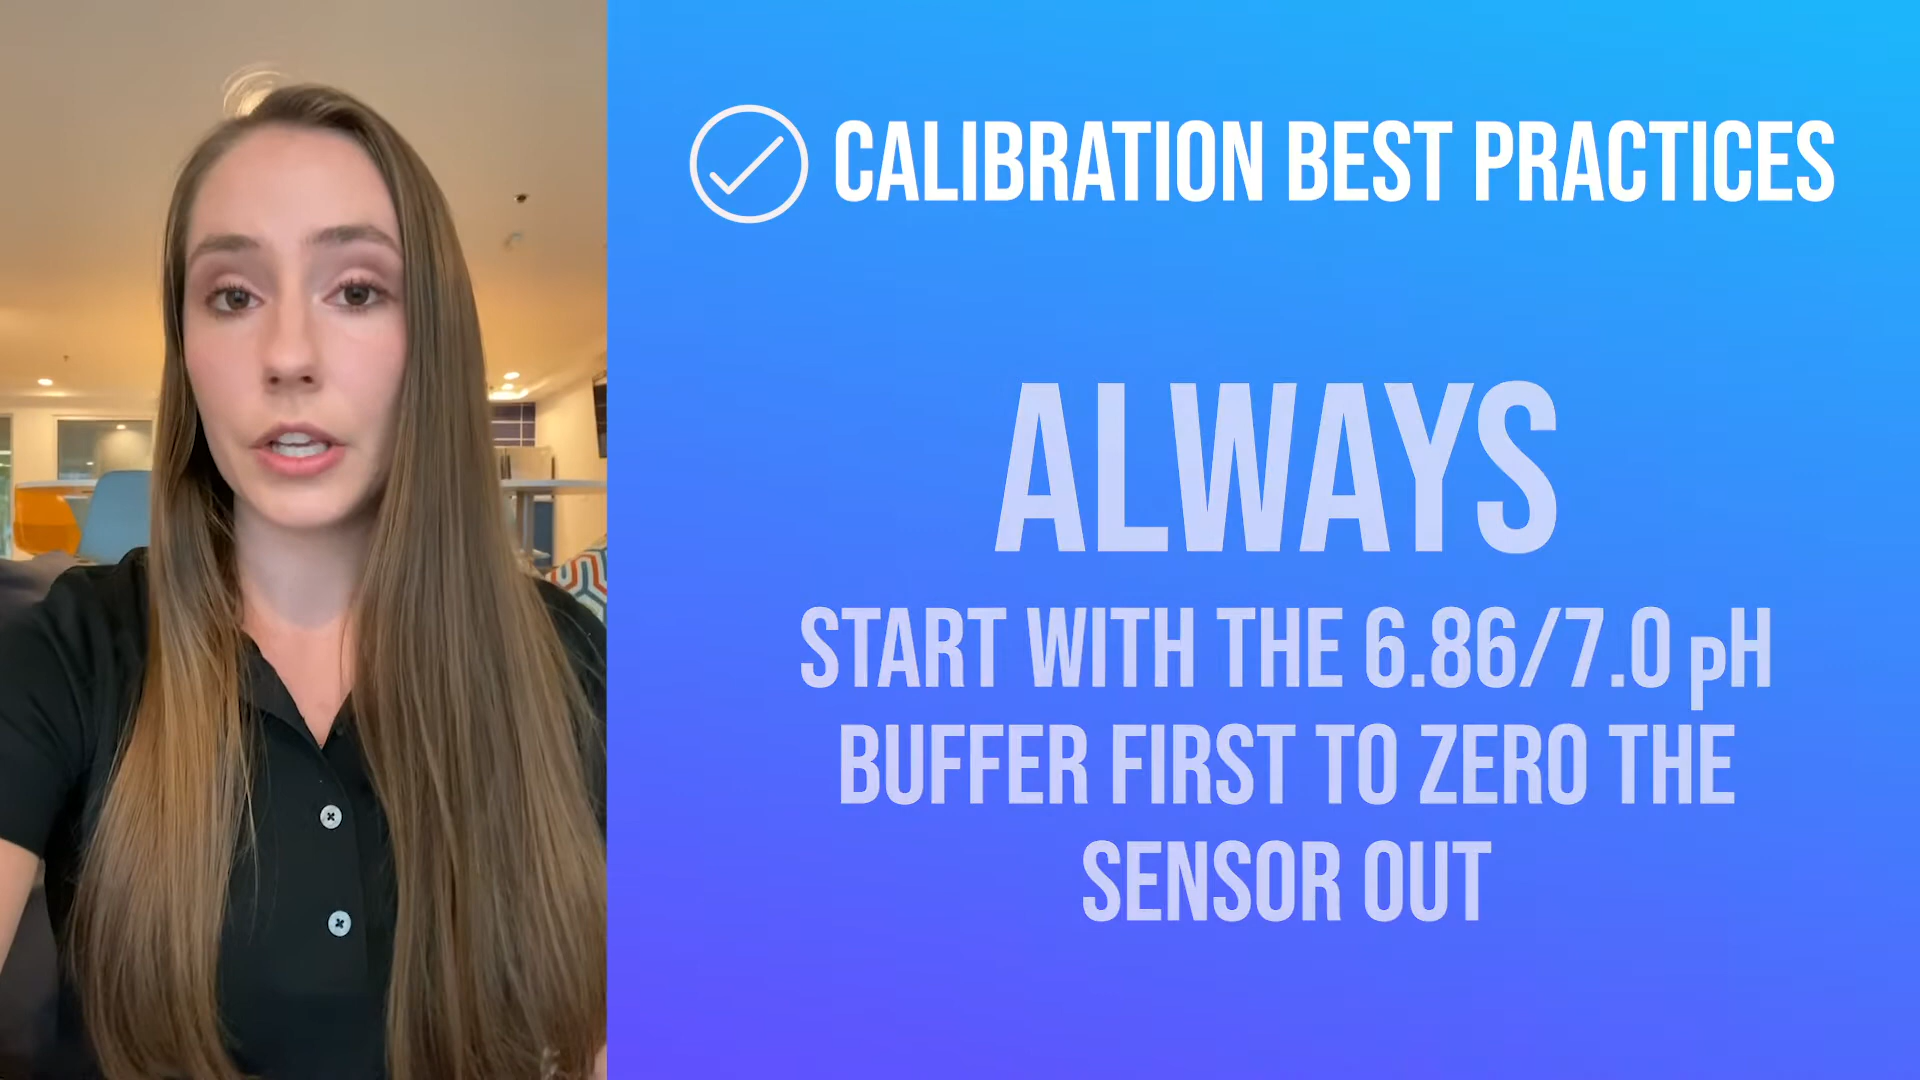 CALIBRATION BEST PRACTICES
ALWAYS
START WITH THE 6.86/7.0 pH
BUFFER FIRST TO ZERO THE
SENSOR OUT